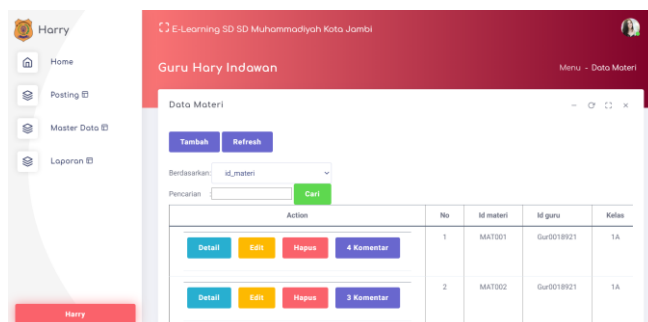 Harry
E-Learning SD SD Muhammadiyah Kota Jambi
Home
Guru Hary Indawan
Menu - Data Materi
Posting
Data Materi
Master Data
Tambah
Refresh
Laporan
Berdasarkan:
id_materi
Pencarian :
Cari
Action
No
Id materi
Id guru
Kelas
Detail
Edit
Hapus
4 Komentar
1
MAT001
Gur0018921
1A
Detail
Edit
Hapus
3 Komentar
2
MAT002
Gur0018921
1A
Harry